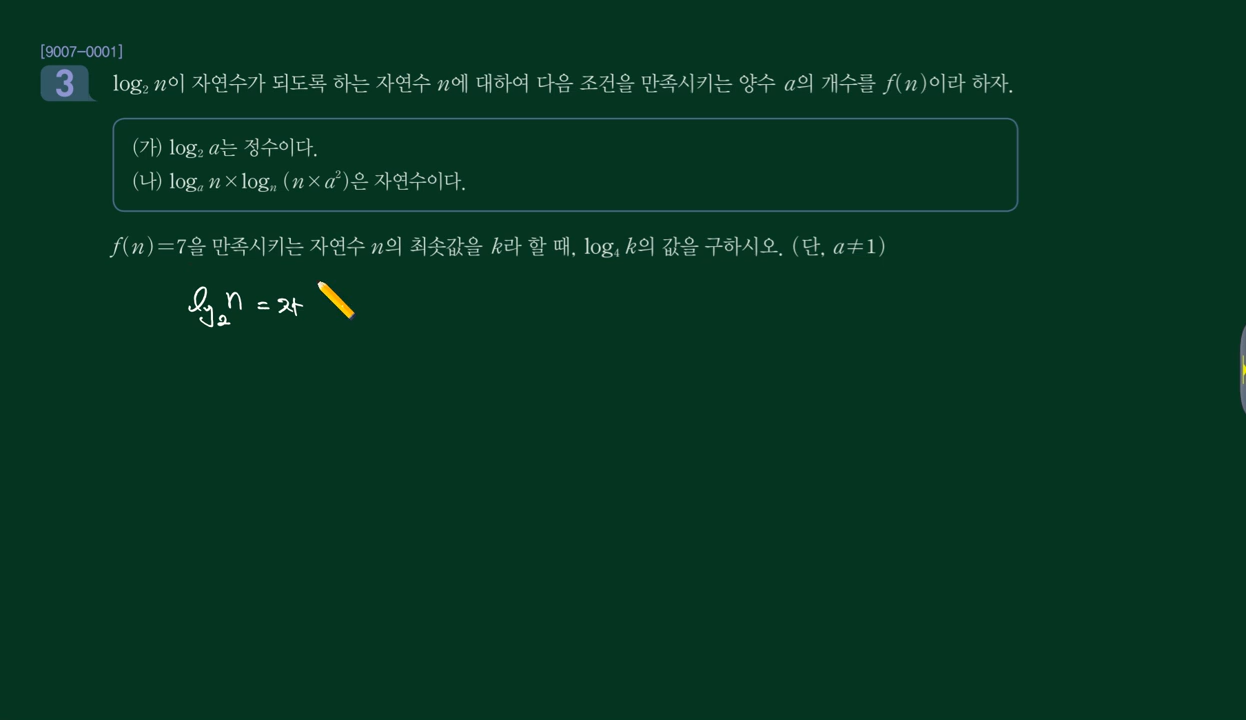 [9007-0001]
3 log₂ n이 자연수가 되도록 하는 자연수 n에 대하여 다음 조건을 만족시키는 양수 a의 개수를 f(n)이라 하자.
(가) log₂ a는 정수이다.
(나) logₐ n×logₙ (n×a²)은 자연수이다.
f(n)=7을 만족시키는 자연수 n의 최솟값을 k라 할 때, log₄ k의 값을 구하시오. (단, a≠1)
log₂ n =